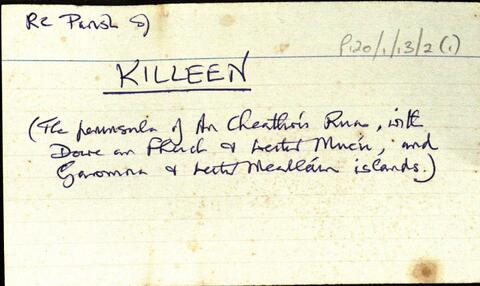 RC Parish of
P120/1/13/2(1)
KILLEEN
(The peninsula of An Cheathrú Rua, with
Doire an Fhéich & Leitir Mucú, and
Garomna & Leitir Mealláin islands.)